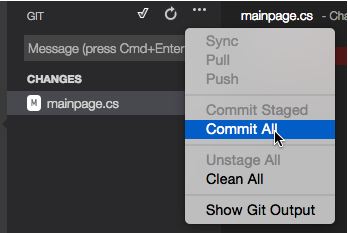 GIT
Message (press Cmd+Enter
CHANGES
M mainpage.cs
mainpage.cs - Cha
Sync
Pull
Push
Commit Staged
Commit All
Unstage All
Clean All
Show Git Output